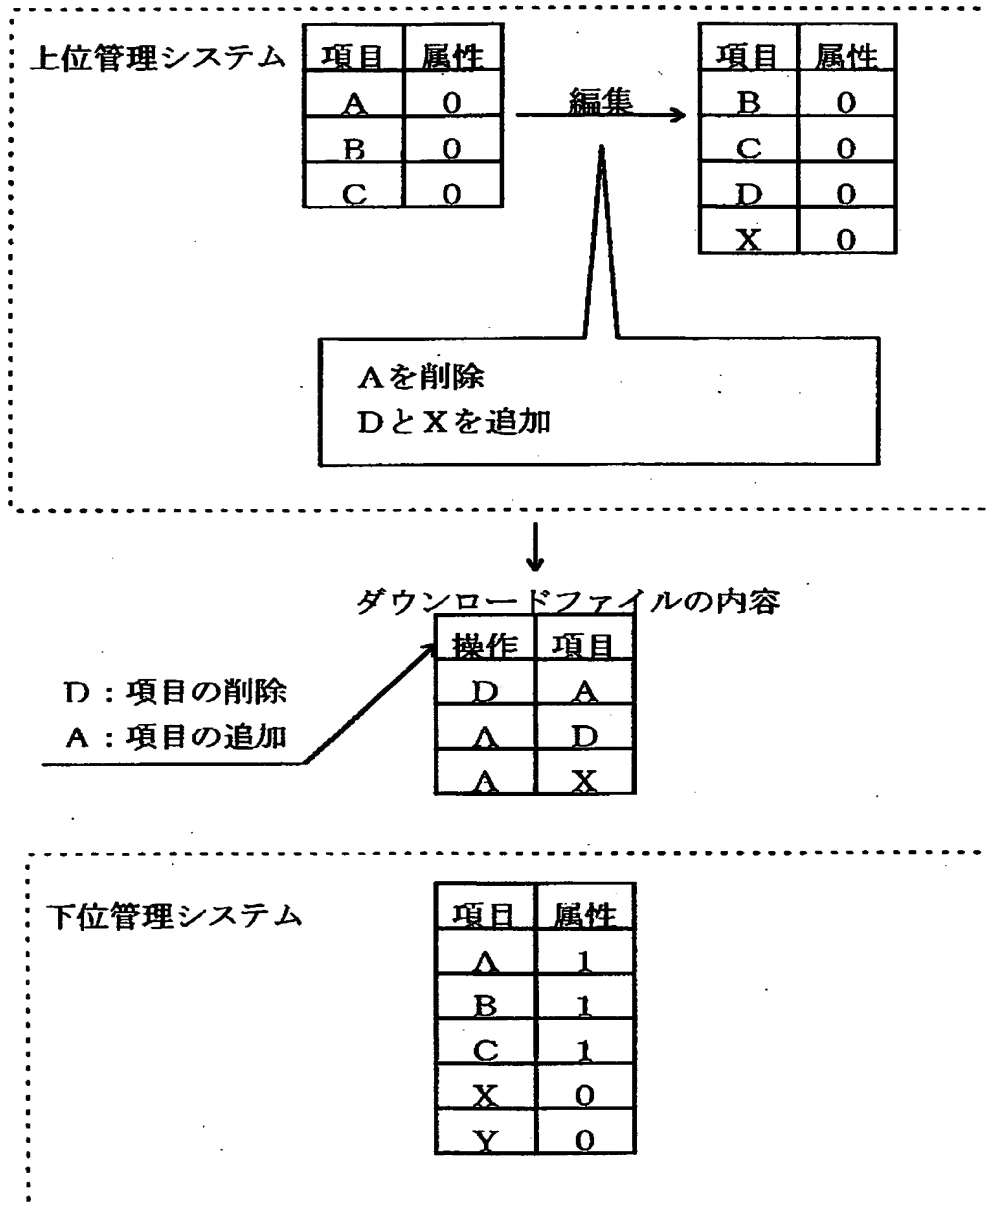 上位管理システム
項目 属性
A 0
B 0
C 0
編集
項目 属性
B 0
C 0
D 0
X 0
Aを削除
DとXを追加
ダウンロードファイルの内容
操作 項目
D A
A D
A X
D：項目の削除
A：項目の追加
下位管理システム
項目 属性
A 1
B 1
C 1
X 0
Y 0